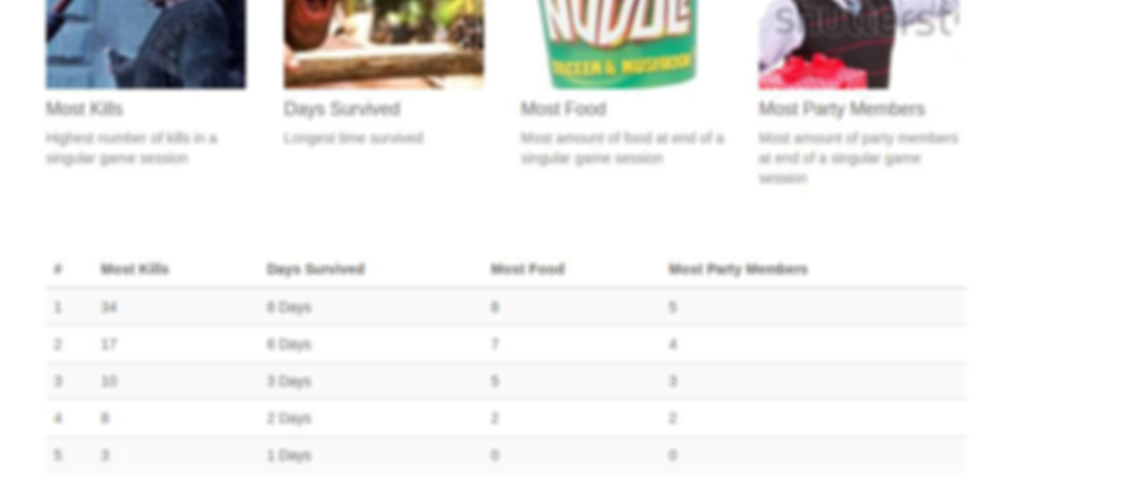 NOODLE
shutterst
CHICKEN & MUSHROOM
Most Kills
Highest number of kills in a
singular game session
Days Survived
Longest time survived
Most Food
Most amount of food at end of a
singular game session
Most Party Members
Most amount of party members
at end of a singular game
session
# Most Kills Days Survived Most Food Most Party Members
1 34 8 Days 8 5
2 17 6 Days 7 4
3 10 3 Days 5 3
4 8 2 Days 2 2
5 3 1 Days 0 0